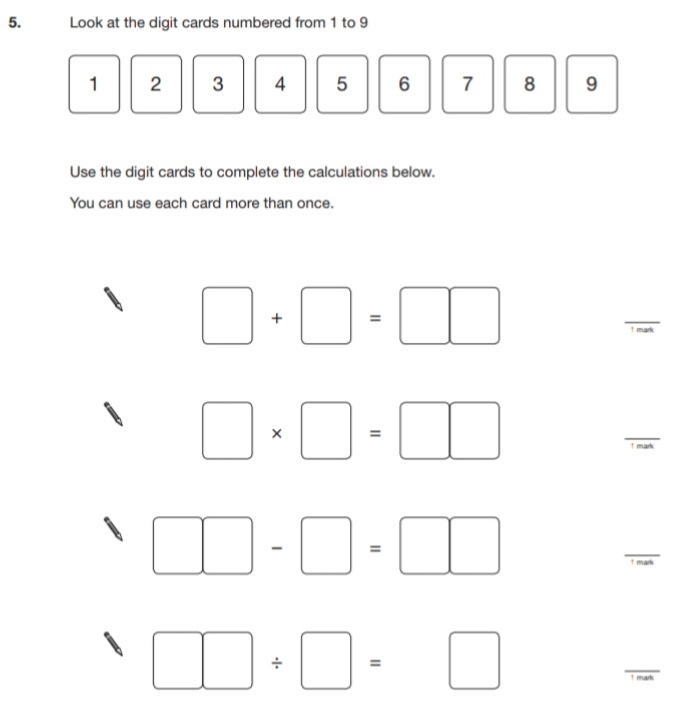 5. Look at the digit cards numbered from 1 to 9
1 2 3 4 5 6 7 8 9
Use the digit cards to complete the calculations below.
You can use each card more than once.
+ =
1 mark
× =
1 mark
− =
1 mark
÷ =
1 mark